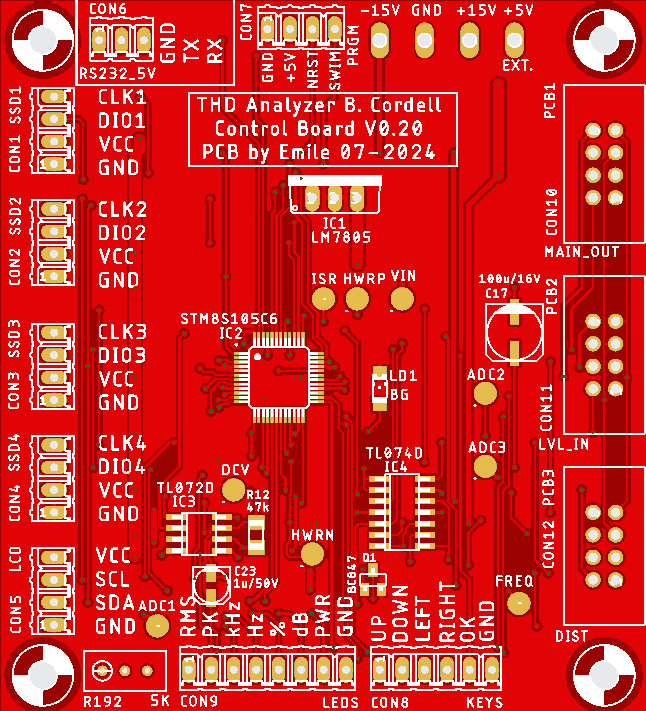 CON6
GND
TX
RX
RS232_5V
CON7
GND
+5V
NRST
SWIM
PRGM
-15V GND +15V +5V
EXT.
THD Analyzer B. Cordell
Control Board V0.20
PCB by Emile 07-2024
SSD1
CON1
CLK1
DIO1
VCC
GND
SSD2
CON2
CLK2
DIO2
VCC
GND
SSD3
CON3
CLK3
DIO3
VCC
GND
SSD4
CON4
CLK4
DIO4
VCC
GND
LCD
CON5
VCC
SCL
SDA
GND
IC1
LM7805
ISR HWRP VIN
STM8S105C6
IC2
100u/16V
C17
LD1
BG
ADC2
ADC3
PCB1
CON10
MAIN_OUT
PCB2
CON11
LVL_IN
PCB3
CON12
DIST
DCV
TL072D
IC3
R12
47k
TL074D
IC4
HWRN
C23
1u/50V
D1
BC847
FREQ
ADC1
RMS
PK
kHz
Hz
%
dB
PWR
GND
UP
DOWN
LEFT
RIGHT
OK
GND
R192 5K
CON9 LEDS
CON8 KEYS